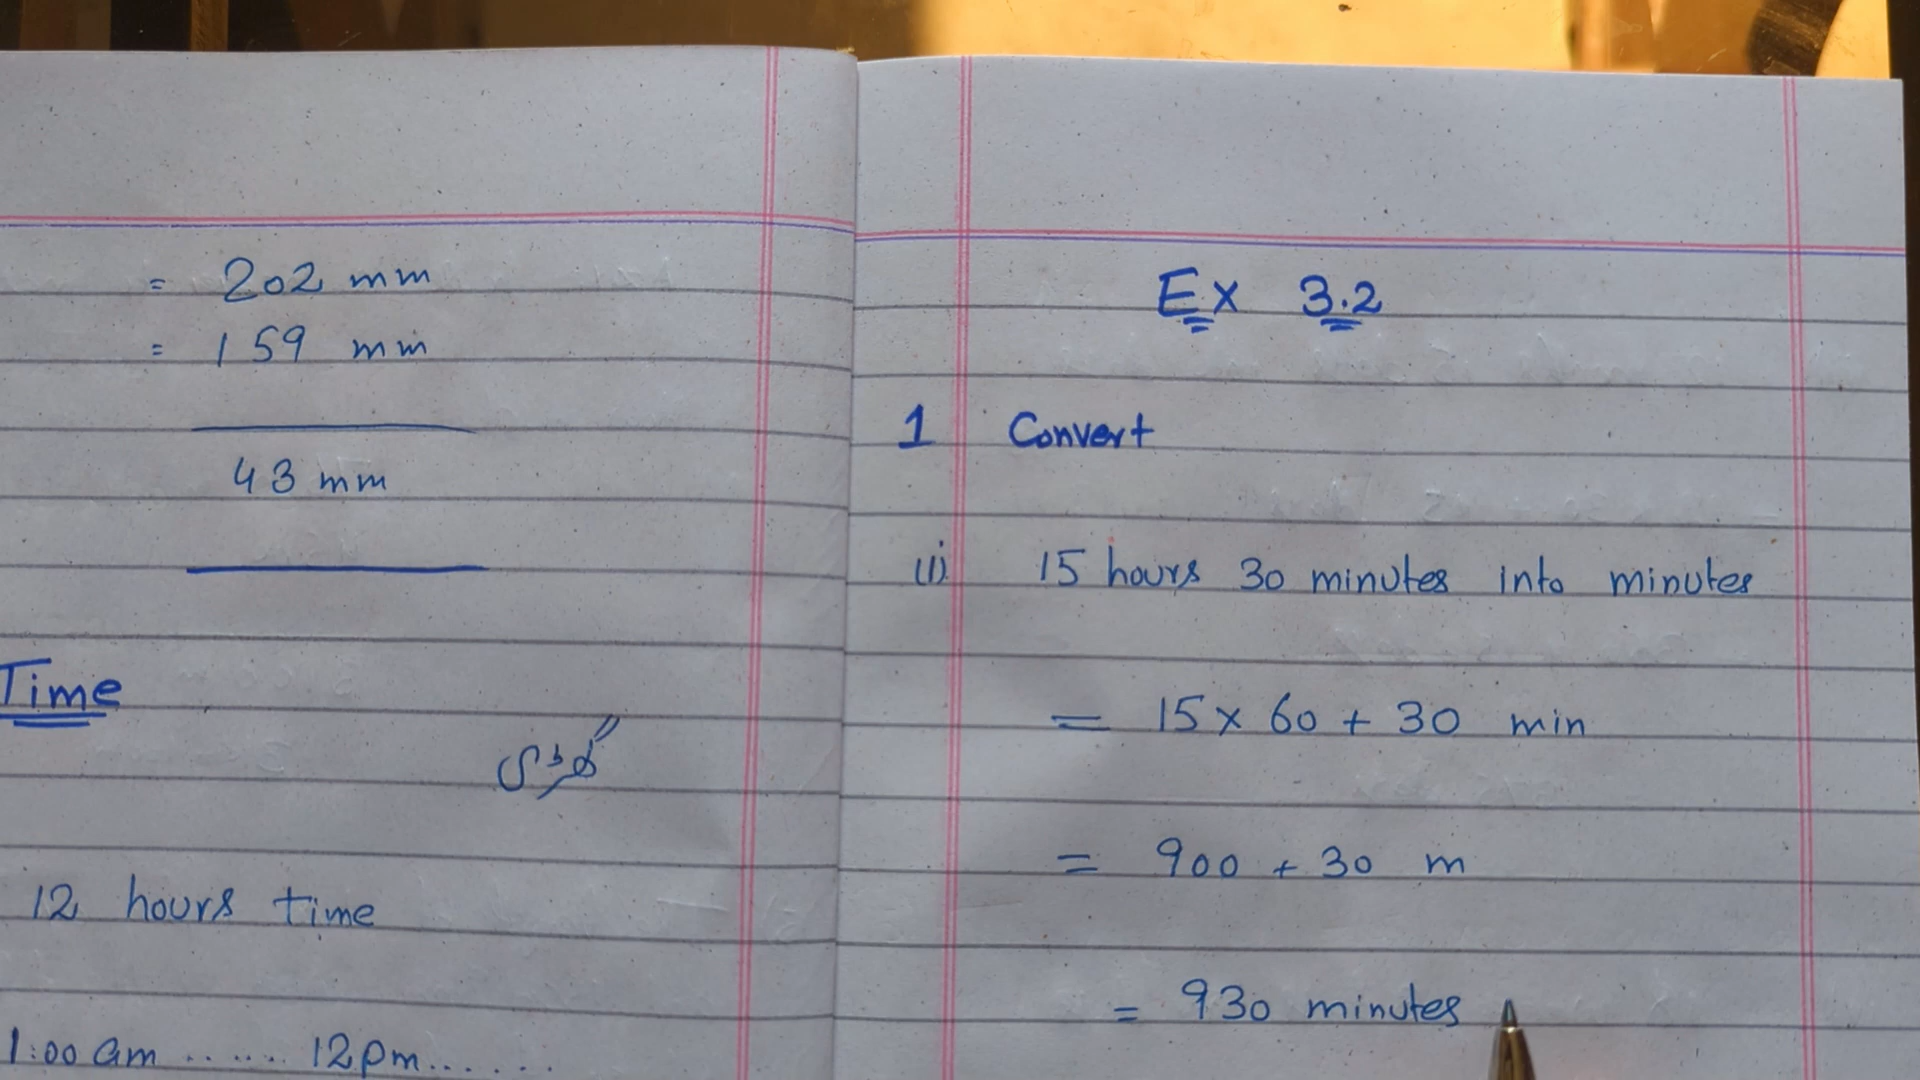 = 202 mm
= 159 mm
43 mm
Time
12 hours time
1:00 am ...... 12pm......
Ex 3.2
1 Convert
(i) 15 hours 30 minutes into minutes
= 15 x 60 + 30 min
= 900 + 30 m
= 930 minutes